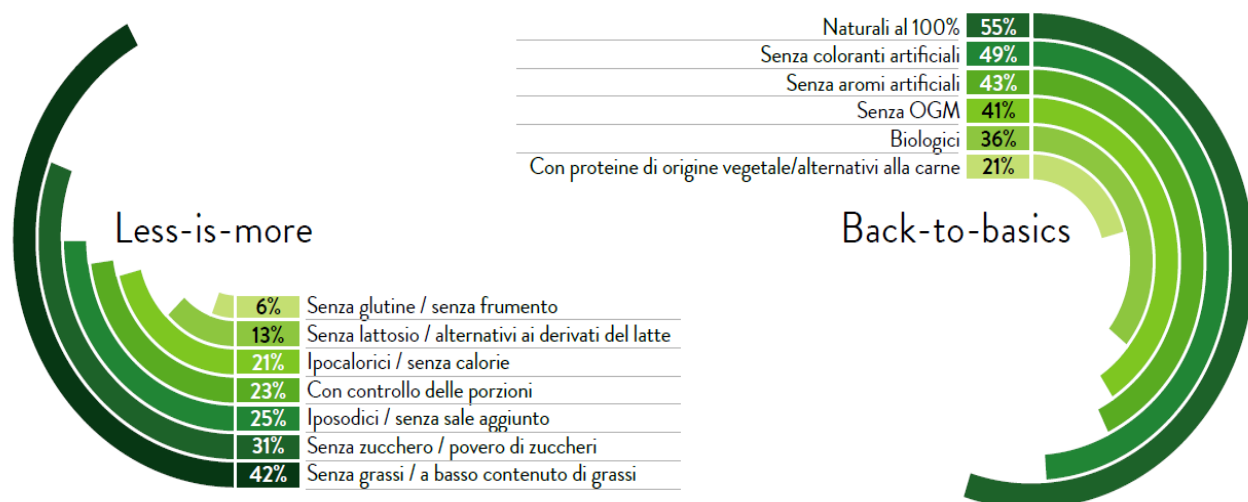 Naturali al 100% 55%
Senza coloranti artificiali 49%
Senza aromi artificiali 43%
Senza OGM 41%
Biologici 36%
Con proteine di origine vegetale/alternativi alla carne 21%
Less-is-more
Back-to-basics
6% Senza glutine / senza frumento
13% Senza lattosio / alternativi ai derivati del latte
21% Ipocalorici / senza calorie
23% Con controllo delle porzioni
25% Iposodici / senza sale aggiunto
31% Senza zucchero / povero di zuccheri
42% Senza grassi / a basso contenuto di grassi